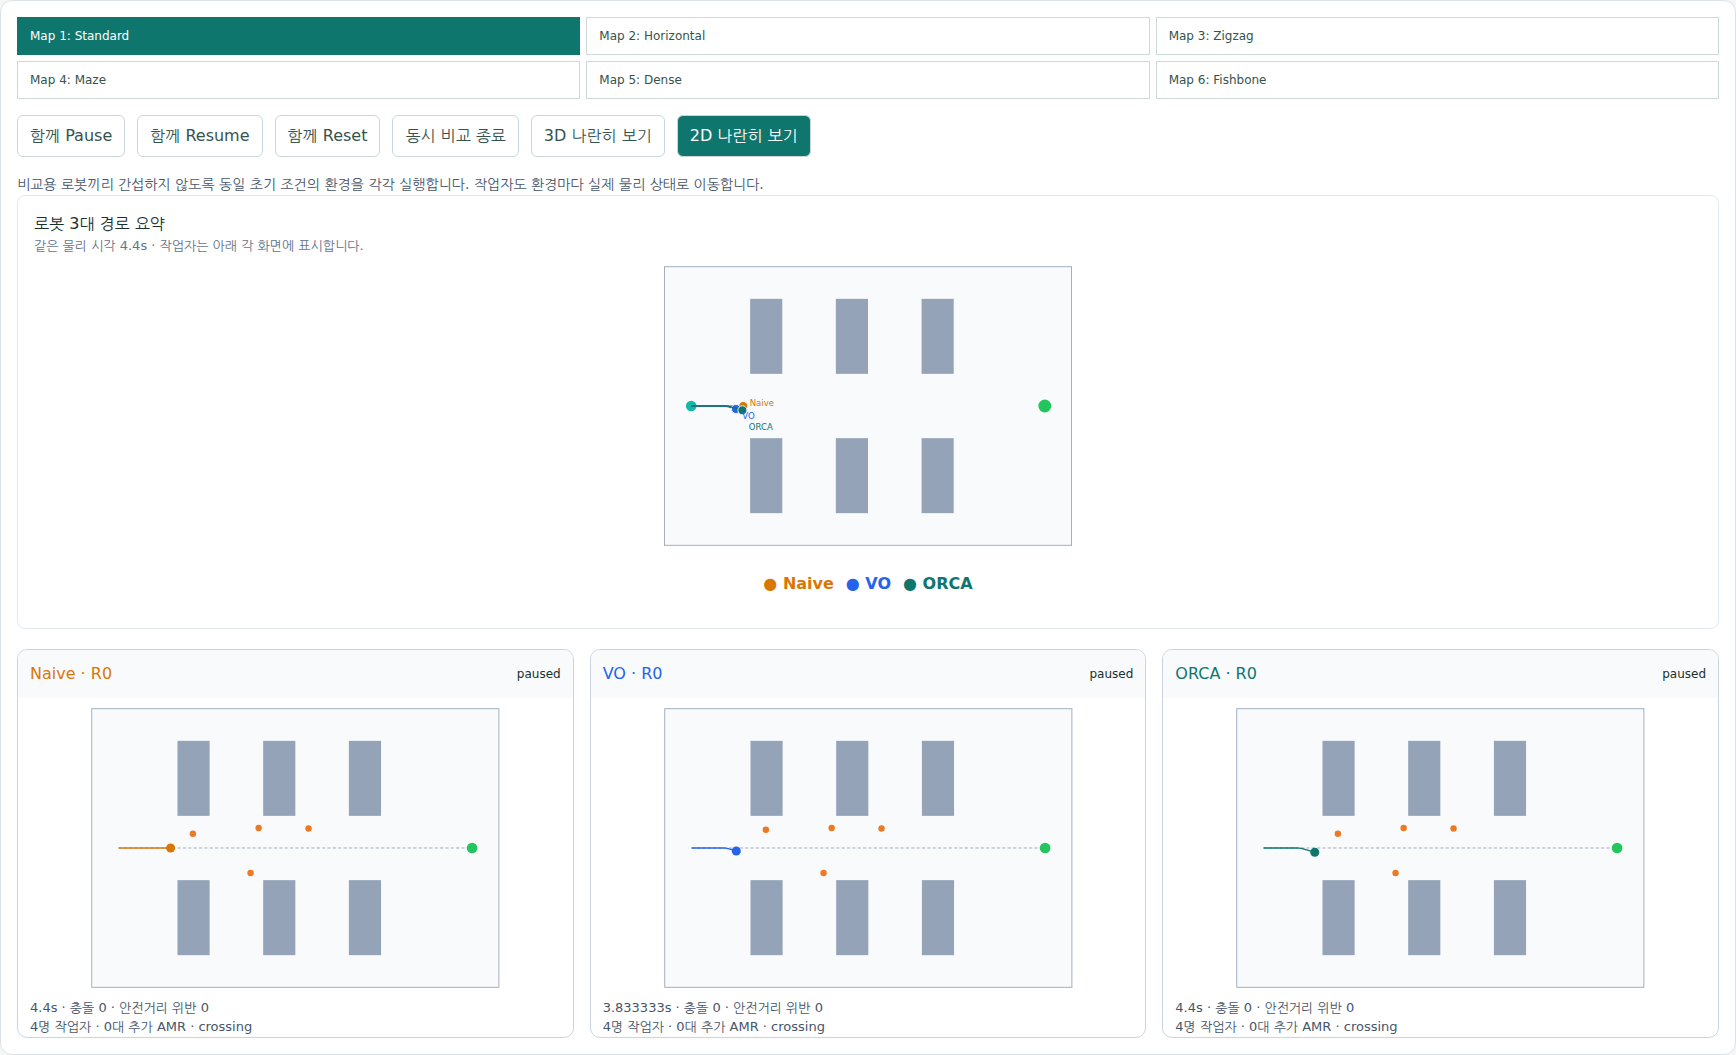 Map 1: Standard
Map 2: Horizontal
Map 3: Zigzag
Map 4: Maze
Map 5: Dense
Map 6: Fishbone
함께 Pause
함께 Resume
함께 Reset
동시 비교 종료
3D 나란히 보기
2D 나란히 보기
비교용 로봇끼리 간섭하지 않도록 동일 초기 조건의 환경을 각각 실행합니다. 작업자도 환경마다 실제 물리 상태로 이동합니다.
로봇 3대 경로 요약
같은 물리 시각 4.4s · 작업자는 아래 각 화면에 표시합니다.
Naive
VO
ORCA
Naive VO ORCA
Naive · R0
paused
VO · R0
paused
ORCA · R0
paused
4.4s · 충돌 0 · 안전거리 위반 0
4명 작업자 · 0대 추가 AMR · crossing
3.833333s · 충돌 0 · 안전거리 위반 0
4명 작업자 · 0대 추가 AMR · crossing
4.4s · 충돌 0 · 안전거리 위반 0
4명 작업자 · 0대 추가 AMR · crossing